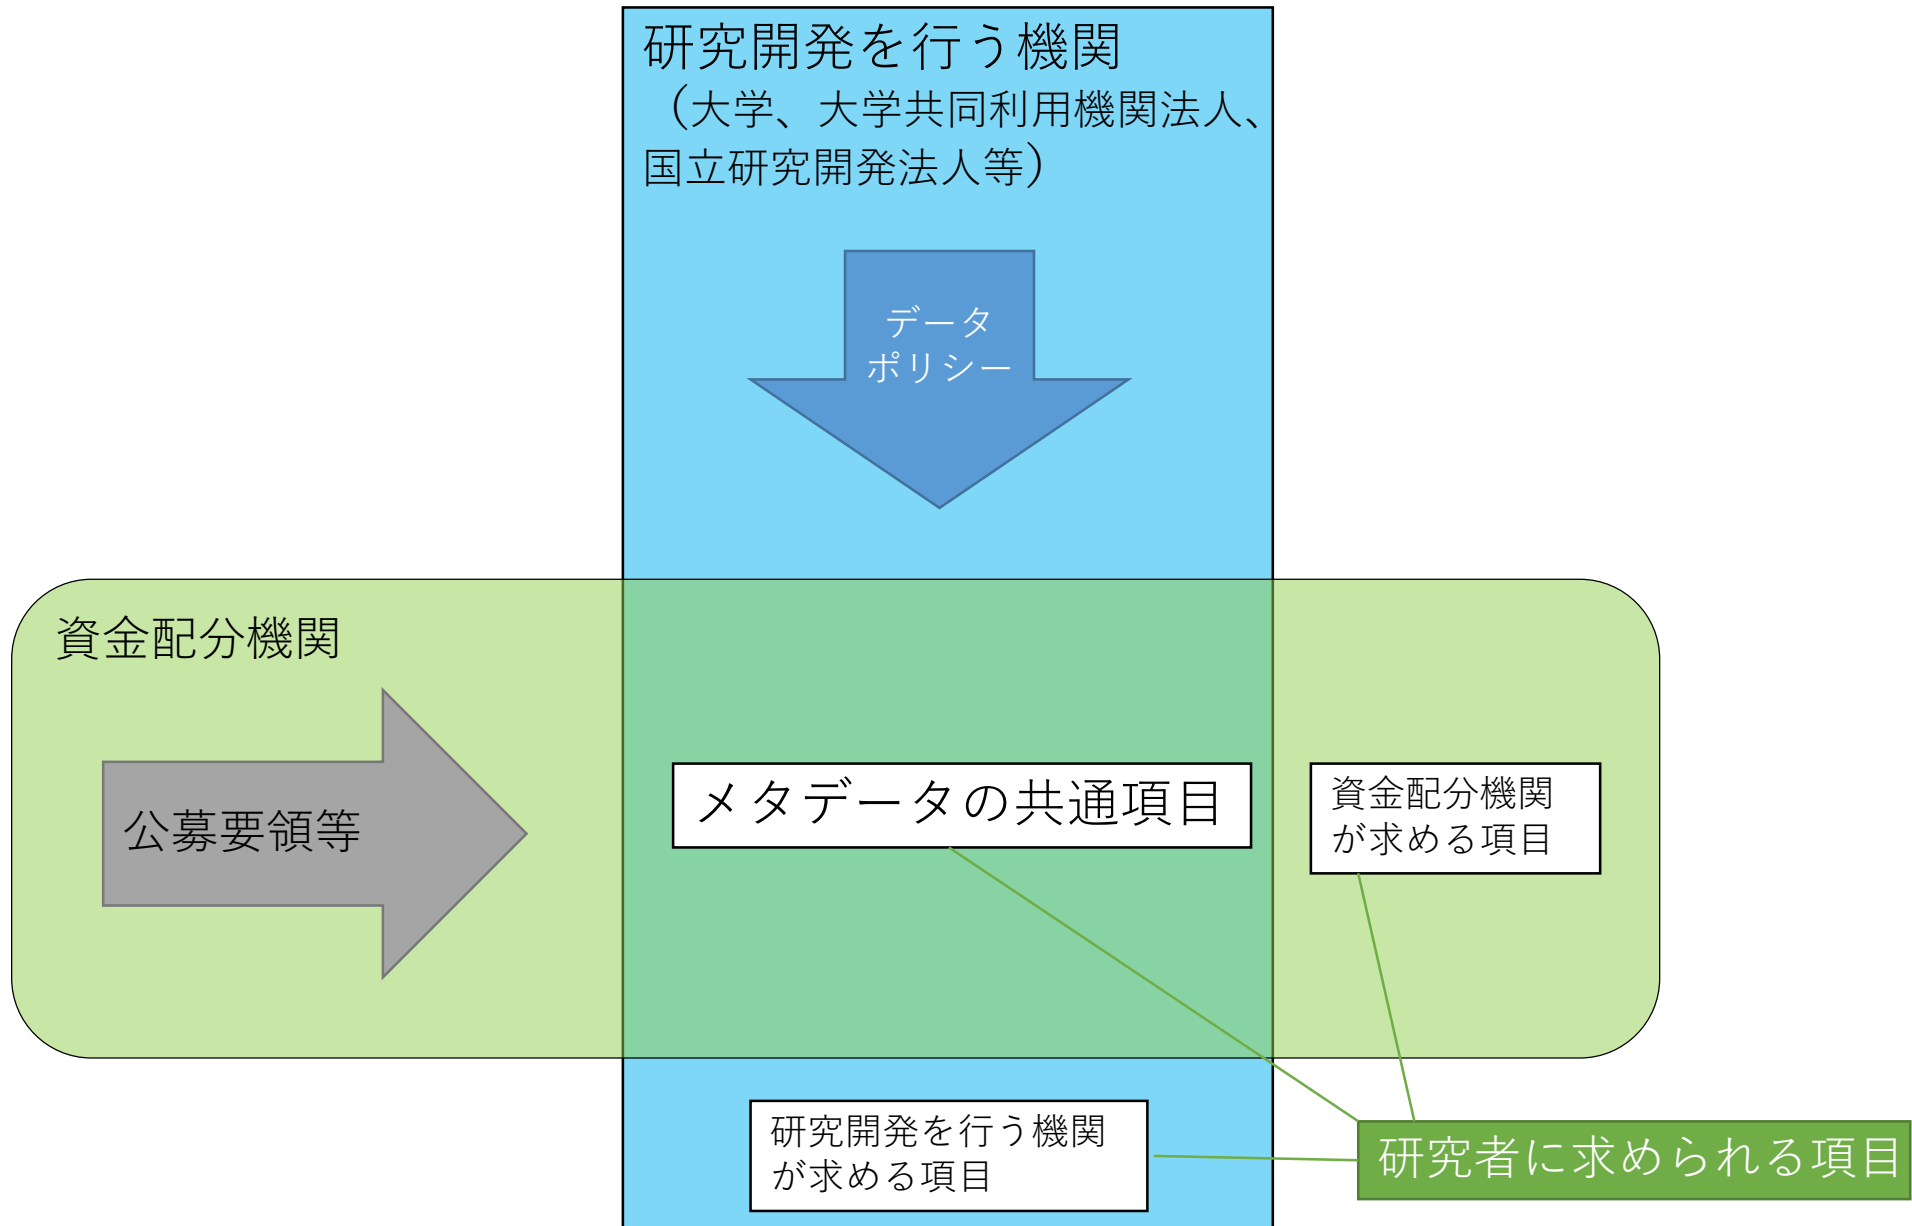 研究開発を行う機関
（大学、大学共同利用機関法人、
国立研究開発法人等）
データ
ポリシー
資金配分機関
公募要領等
メタデータの共通項目
資金配分機関
が求める項目
研究開発を行う機関
が求める項目
研究者に求められる項目